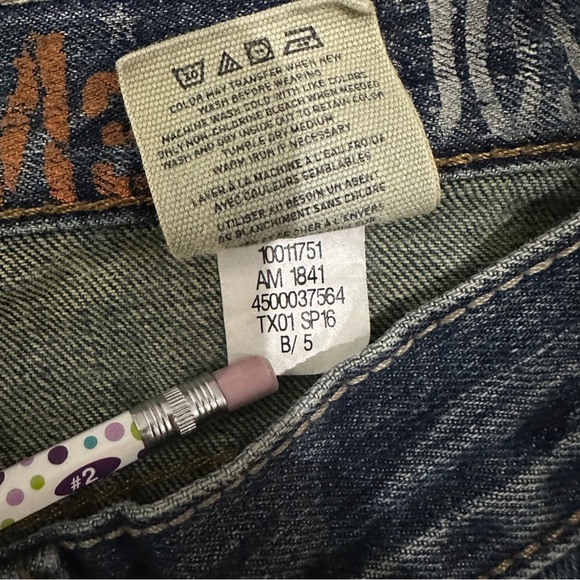 30
COLOR MAY TRANSFER WHEN NEW
WASH BEFORE WEARING
MACHINE WASH COLD WITH LIKE COLORS
ONLY NON-CHLORINE BLEACH WHEN NEEDED
WASH AND DRY INSIDE OUT TO RETAIN COLOR
TUMBLE DRY MEDIUM
WARM IRON IF NECESSARY
LAVER À LA MACHINE À L'EAU FROIDE
AVEC COULEURS SEMBLABLES
UTILISER AU BESOIN UN AGENT
DE BLANCHIMENT SANS CHLORE
À L'ENVERS
10011751
AM 1841
4500037564
TX01 SP16
B/ 5
#2